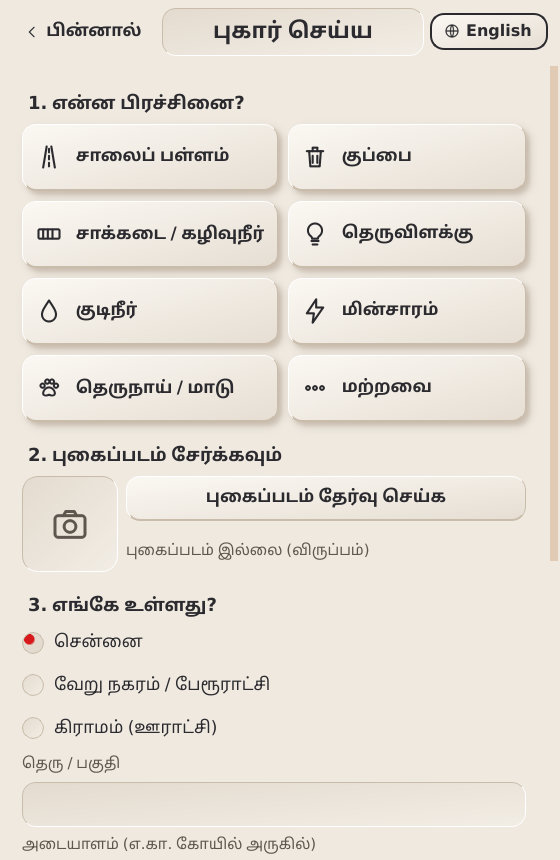 பின்னால்
புகார் செய்ய
English
1. என்ன பிரச்சினை?
சாலைப் பள்ளம்
குப்பை
சாக்கடை / கழிவுநீர்
தெருவிளக்கு
குடிநீர்
மின்சாரம்
தெருநாய் / மாடு
மற்றவை
2. புகைப்படம் சேர்க்கவும்
புகைப்படம் தேர்வு செய்க
புகைப்படம் இல்லை (விருப்பம்)
3. எங்கே உள்ளது?
சென்னை
வேறு நகரம் / பேரூராட்சி
கிராமம் (ஊராட்சி)
தெரு / பகுதி
அடையாளம் (எ.கா. கோயில் அருகில்)